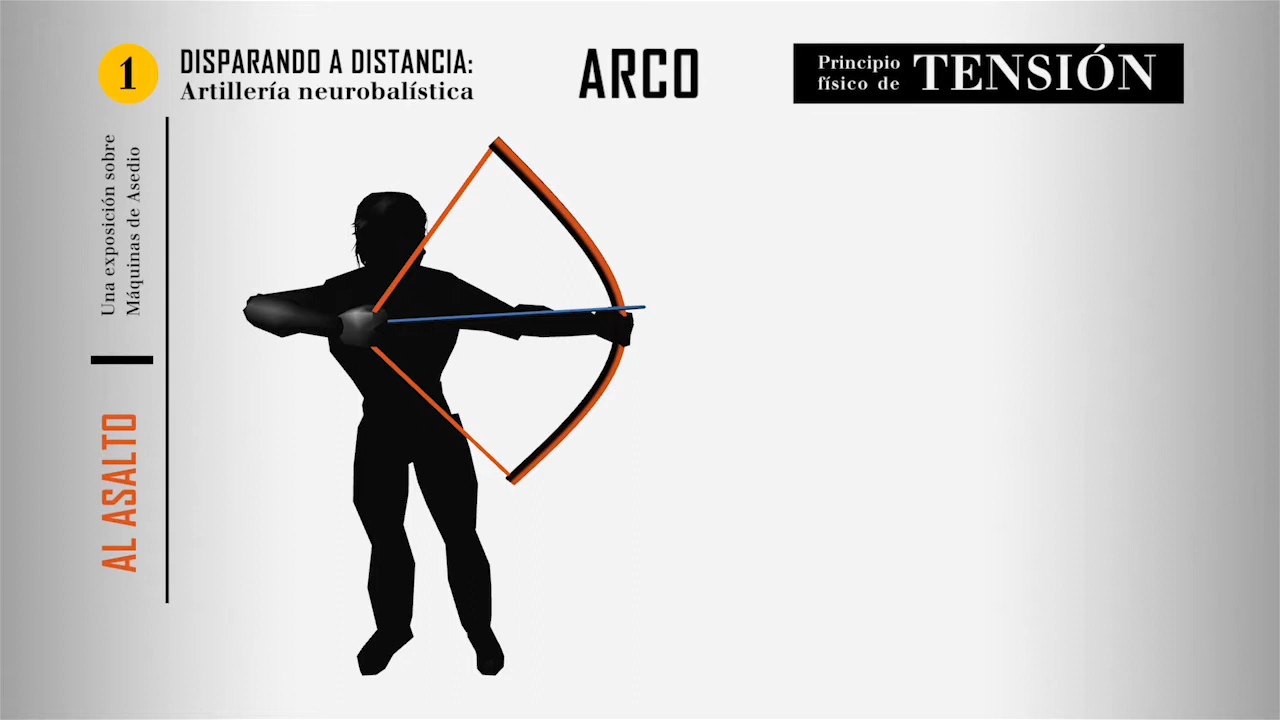 1
DISPARANDO A DISTANCIA:
Artillería neurobalística
ARCO
Principio
físico de
TENSIÓN
Una exposición sobre
Máquinas de Asedio
AL ASALTO